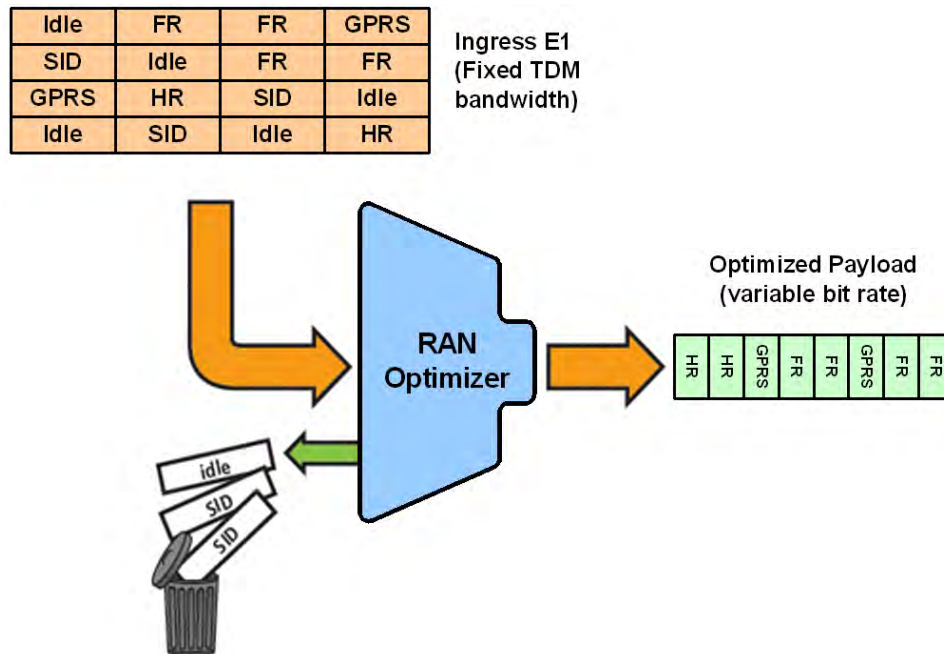 Idle FR FR GPRS
SID Idle FR FR
GPRS HR SID Idle
Idle SID Idle HR
Ingress E1
(Fixed TDM
bandwidth)
Optimized Payload
(variable bit rate)
RAN
Optimizer
HR HR GPRS FR FR GPRS FR FR
idle
SID
SID